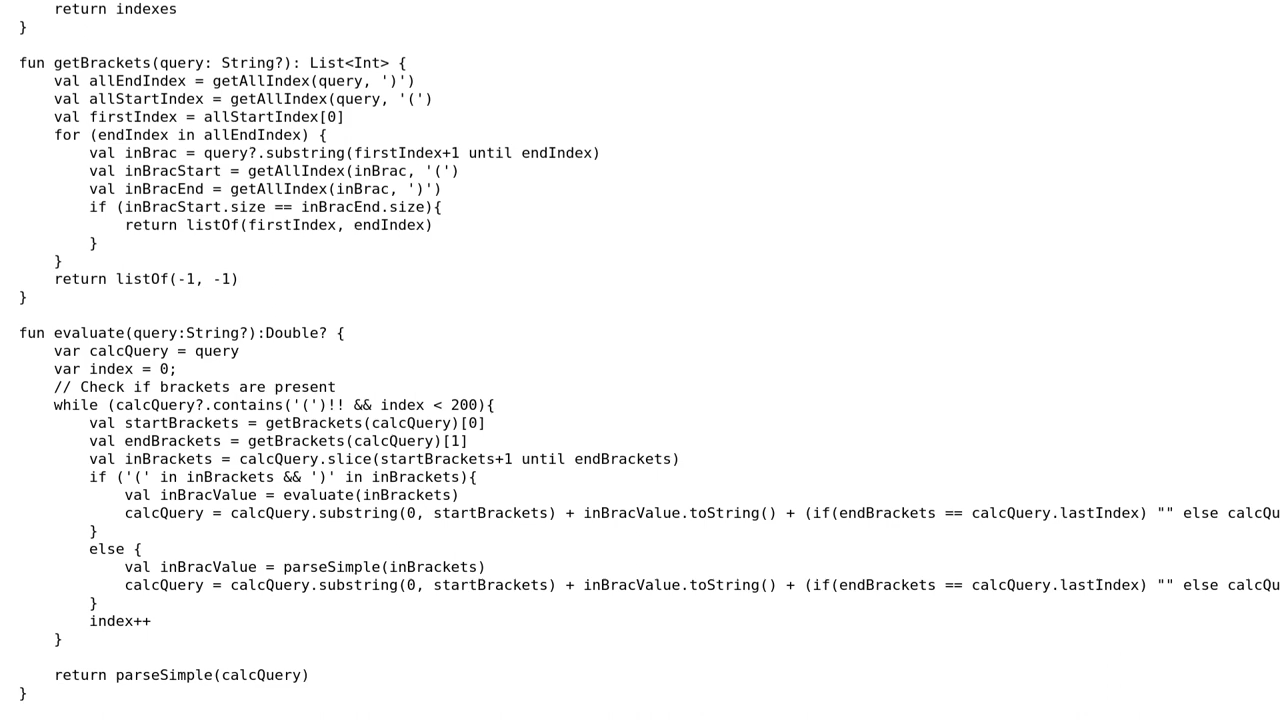 return indexes
}

fun getBrackets(query: String?): List<Int> {
    val allEndIndex = getAllIndex(query, ')')
    val allStartIndex = getAllIndex(query, '(')
    val firstIndex = allStartIndex[0]
    for (endIndex in allEndIndex) {
        val inBrac = query?.substring(firstIndex+1 until endIndex)
        val inBracStart = getAllIndex(inBrac, '(')
        val inBracEnd = getAllIndex(inBrac, ')')
        if (inBracStart.size == inBracEnd.size){
            return listOf(firstIndex, endIndex)
        }
    }
    return listOf(-1, -1)
}

fun evaluate(query:String?):Double? {
    var calcQuery = query
    var index = 0;
    // Check if brackets are present
    while (calcQuery?.contains('(')!! && index < 200){
        val startBrackets = getBrackets(calcQuery)[0]
        val endBrackets = getBrackets(calcQuery)[1]
        val inBrackets = calcQuery.slice(startBrackets+1 until endBrackets)
        if ('(' in inBrackets && ')' in inBrackets){
            val inBracValue = evaluate(inBrackets)
            calcQuery = calcQuery.substring(0, startBrackets) + inBracValue.toString() + (if(endBrackets == calcQuery.lastIndex) "" else calcQu
        }
        else {
            val inBracValue = parseSimple(inBrackets)
            calcQuery = calcQuery.substring(0, startBrackets) + inBracValue.toString() + (if(endBrackets == calcQuery.lastIndex) "" else calcQu
        }
        index++
    }

    return parseSimple(calcQuery)
}